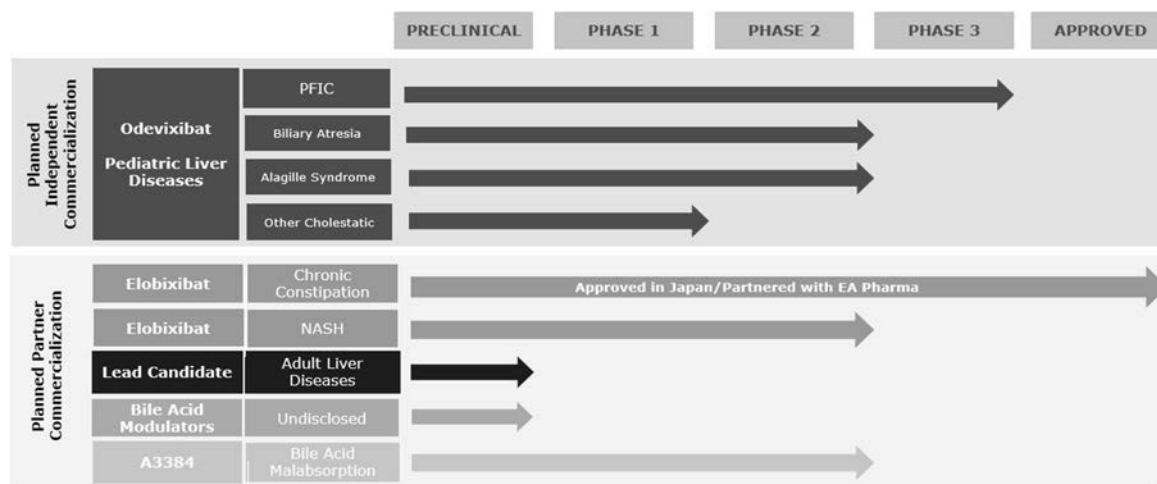 PRECLINICAL PHASE 1 PHASE 2 PHASE 3 APPROVED
Planned
Independent
Commercialization
Odevixibat
Pediatric Liver
Diseases
PFIC
Biliary Atresia
Alagille Syndrome
Other Cholestatic
Planned Partner
Commercialization
Elobixibat
Chronic
Constipation
Approved in Japan/Partnered with EA Pharma
Elobixibat
NASH
Lead Candidate
Adult Liver
Diseases
Bile Acid
Modulators
Undisclosed
A3384
Bile Acid
Malabsorption